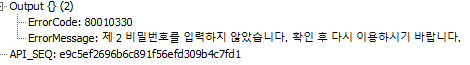 Output {} (2)
ErrorCode: 80010330
ErrorMessage: 제 2 비밀번호를 입력하지 않았습니다. 확인 후 다시 이용하시기 바랍니다.
API_SEQ: e9c5ef2696b6c891f56efd309b4c7fd1